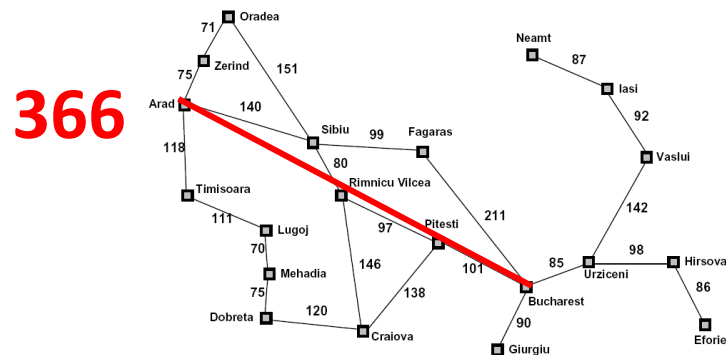 Oradea
Neamt
71
87
Zerind
Iasi
75
151
366
Arad
140
92
Sibiu
99
Fagaras
118
80
Vaslui
Rimnicu Vilcea
Timisoara
211
142
111
97
Pitesti
Lugoj
70
98
Hirsova
146
101
85
Mehadia
Urziceni
138
86
75
Bucharest
120
Dobreta
90
Craiova
Eforie
Giurgiu